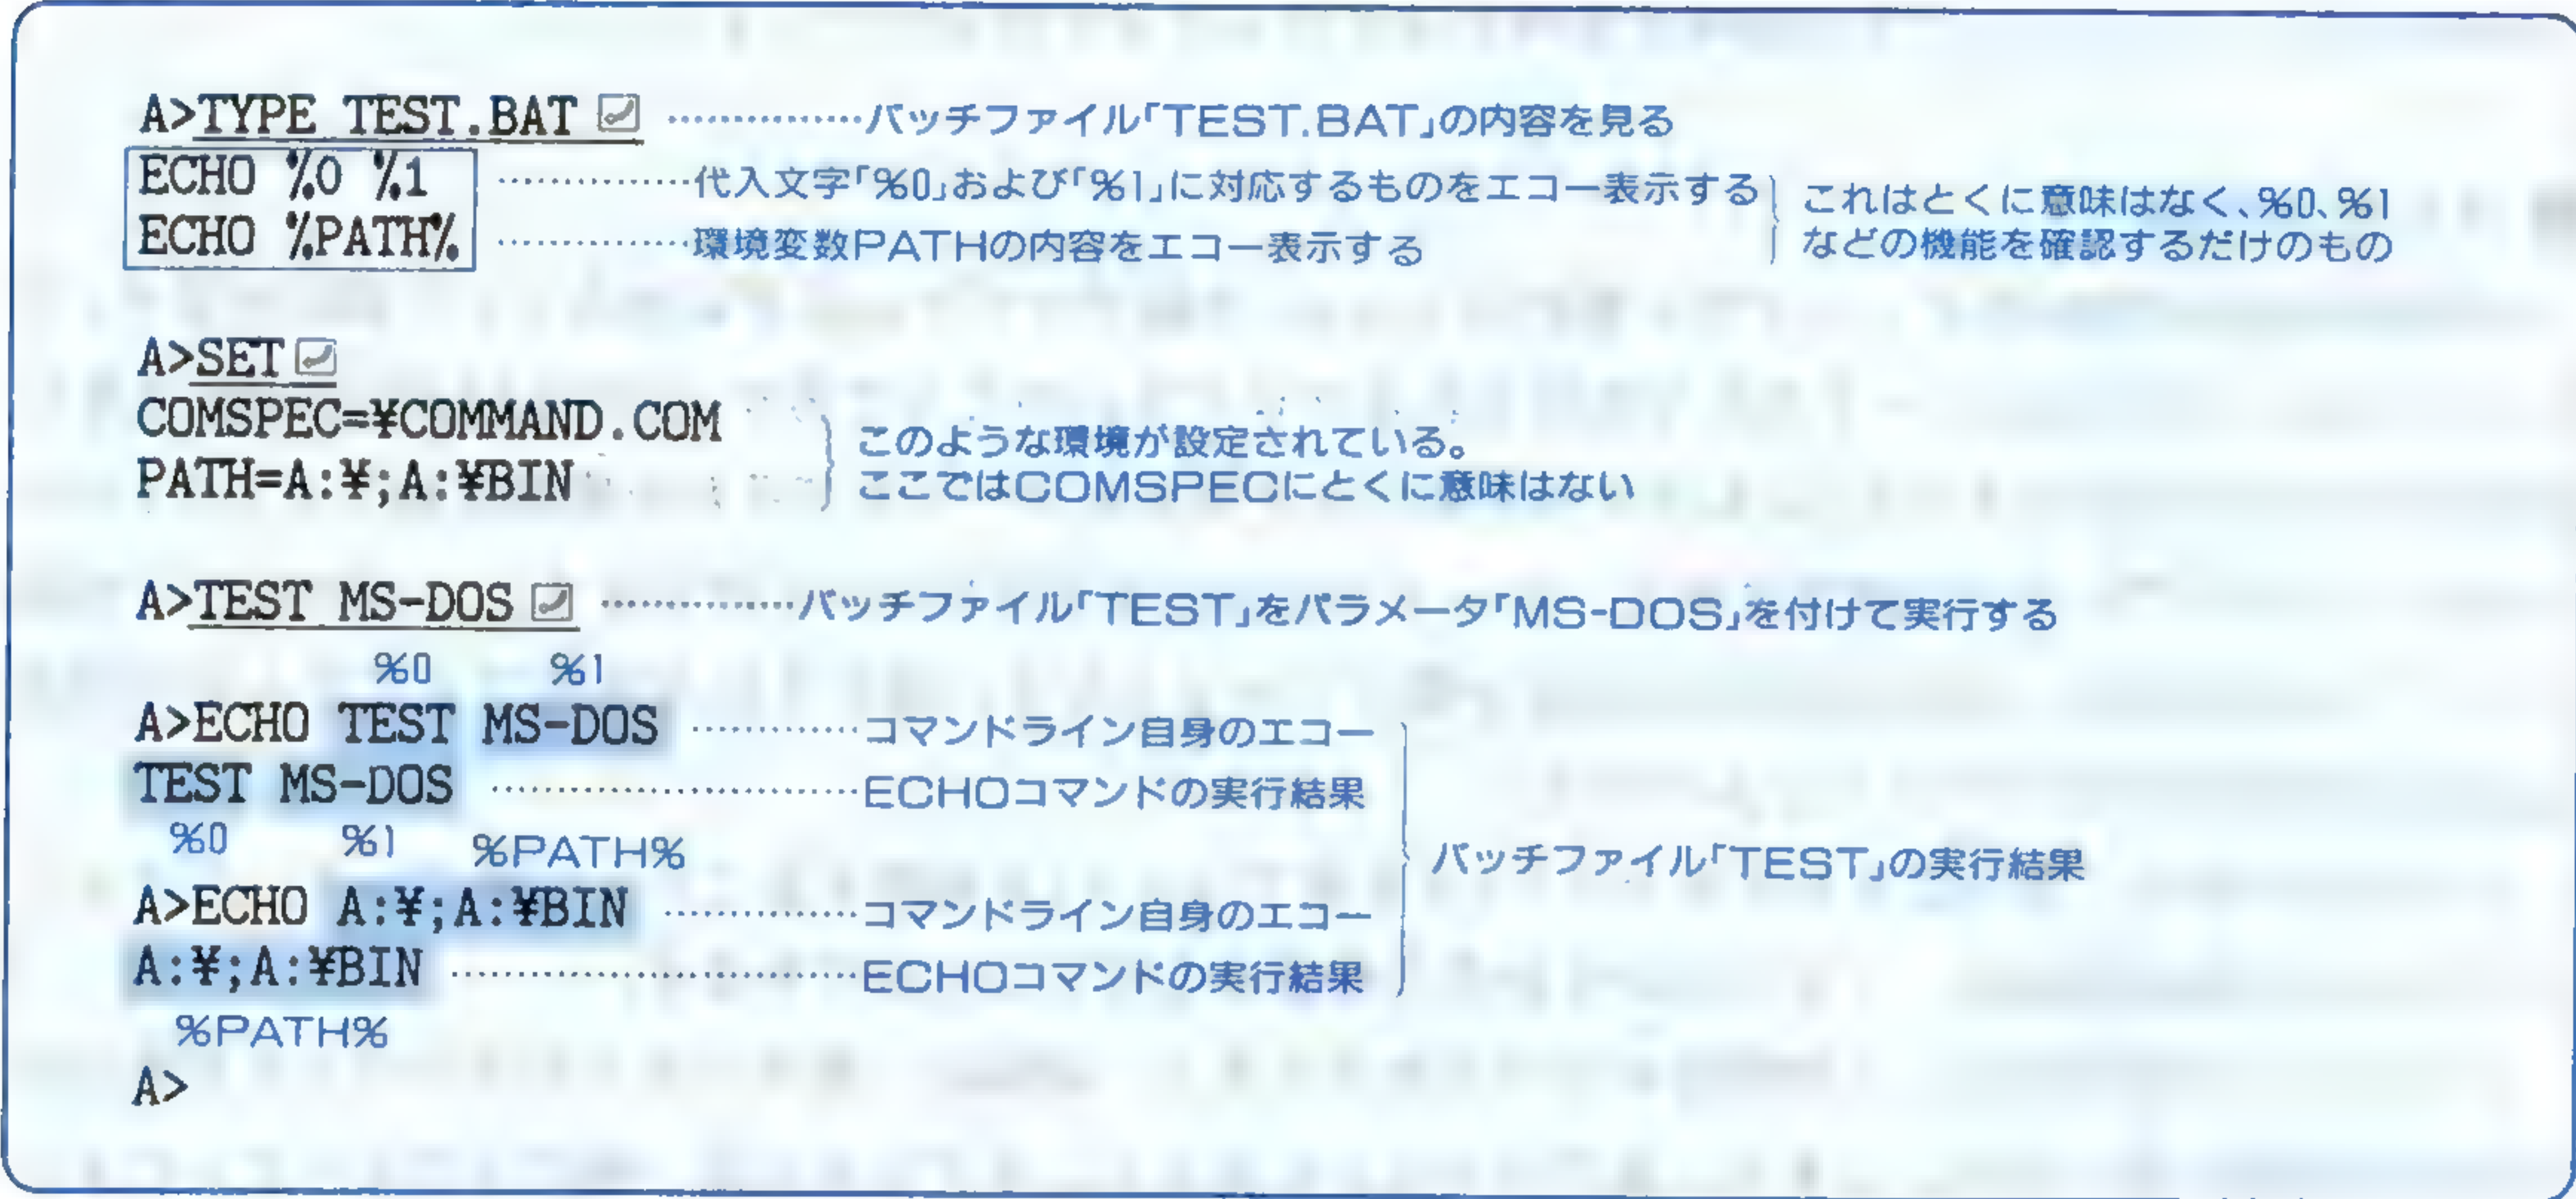 A>TYPE TEST.BAT ……………バッチファイル「TEST.BAT」の内容を見る
ECHO %0 %1 ……………代入文字「%0」および「%1」に対応するものをエコー表示する
ECHO %PATH% ……………環境変数PATHの内容をエコー表示する
これはとくに意味はなく、%0、%1
などの機能を確認するだけのもの
A>SET
COMSPEC=¥COMMAND.COM
PATH=A:¥;A:¥BIN
このような環境が設定されている。
ここではCOMSPECにとくに意味はない
A>TEST MS-DOS ……………バッチファイル「TEST」をパラメータ「MS-DOS」を付けて実行する
%0 %1
A>ECHO TEST MS-DOS ……………コマンドライン自身のエコー
TEST MS-DOS ……………ECHOコマンドの実行結果
%0 %1 %PATH%
バッチファイル「TEST」の実行結果
A>ECHO A:¥;A:¥BIN ……………コマンドライン自身のエコー
A:¥;A:¥BIN ……………ECHOコマンドの実行結果
%PATH%
A>